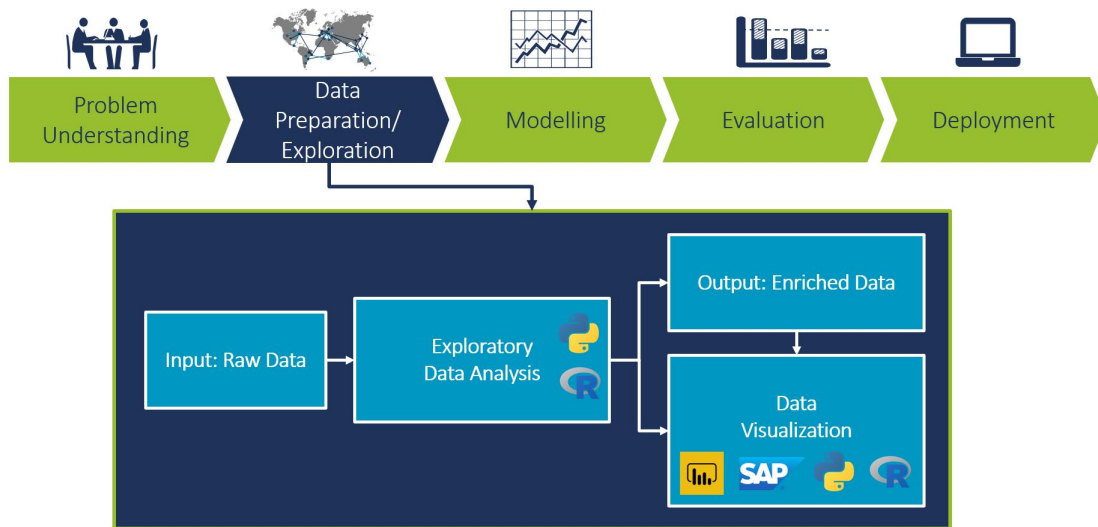 Problem
Understanding
Data
Preparation/
Exploration
Modelling
Evaluation
Deployment
Input: Raw Data
Exploratory
Data Analysis
R
Output: Enriched Data
Data
Visualization
SAP
R